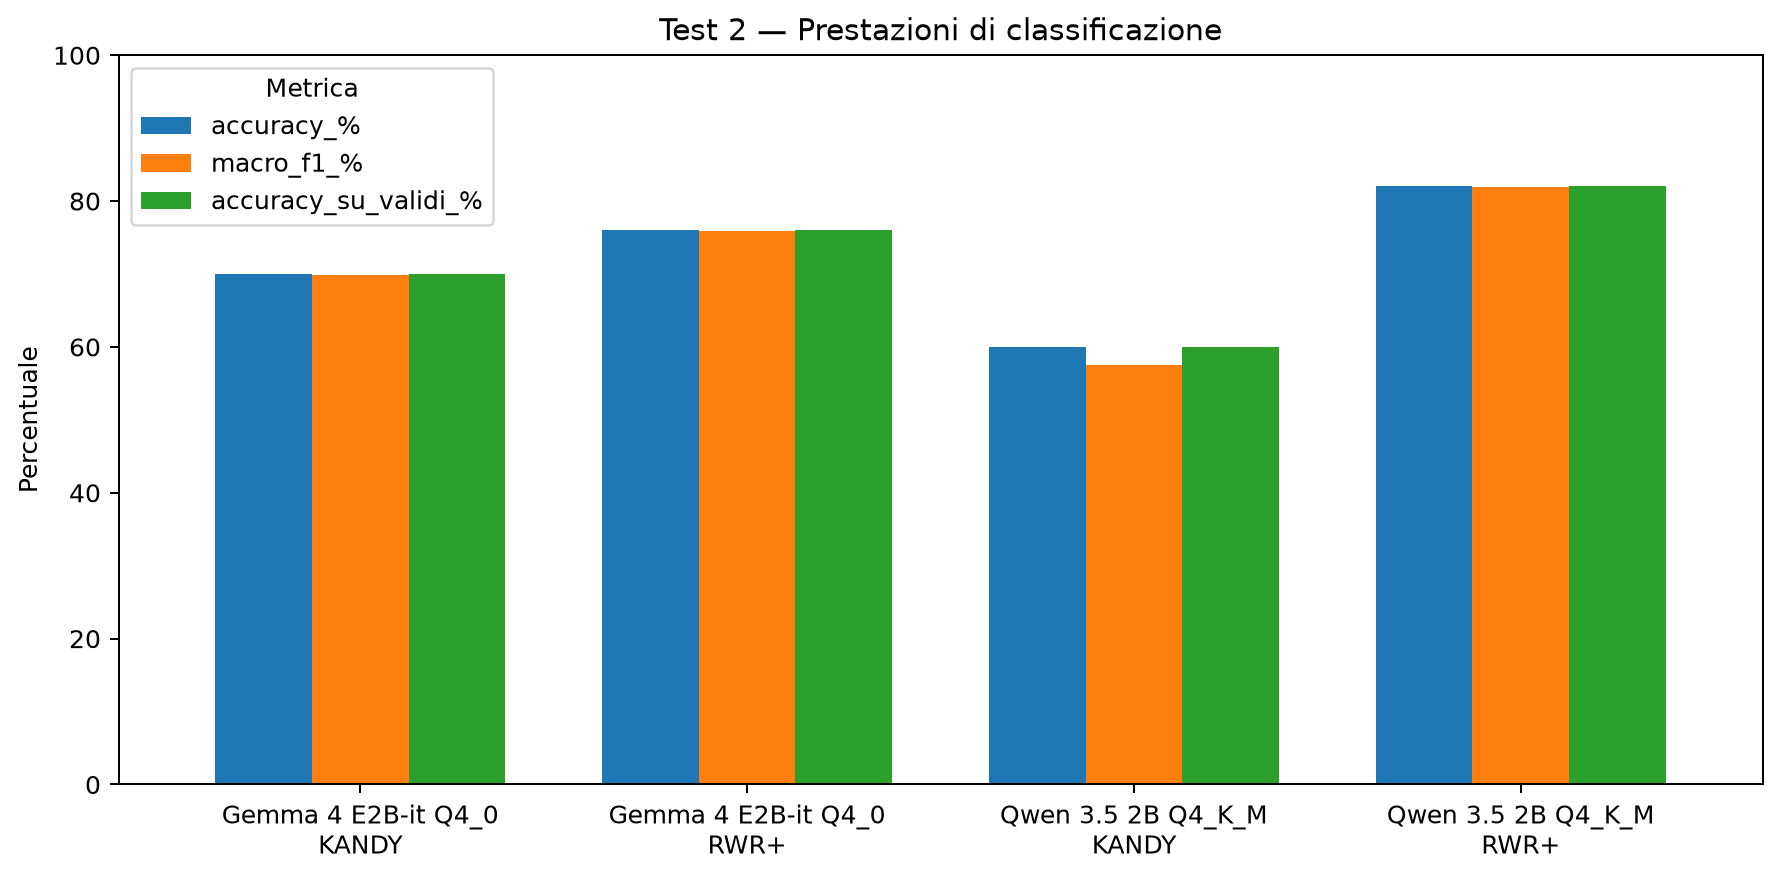 Test 2 — Prestazioni di classificazione
Metrica
accuracy_%
macro_f1_%
accuracy_su_validi_%
Percentuale
100
80
60
40
20
0
Gemma 4 E2B-it Q4_0
KANDY
Gemma 4 E2B-it Q4_0
RWR+
Qwen 3.5 2B Q4_K_M
KANDY
Qwen 3.5 2B Q4_K_M
RWR+